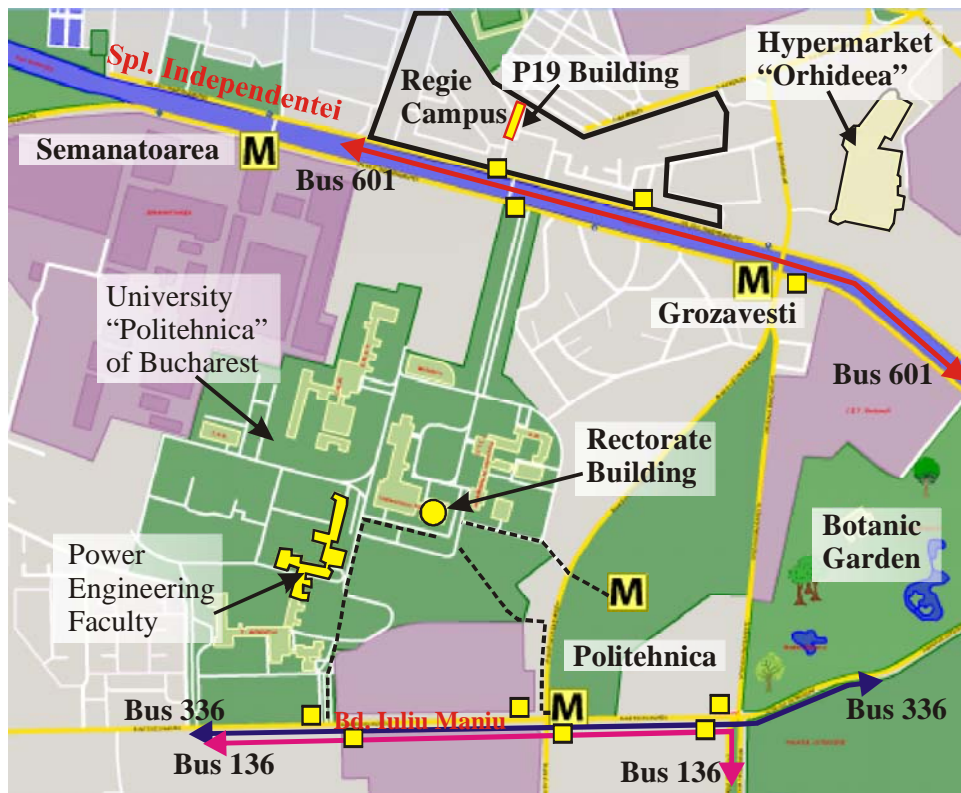 Hypermarket
“Orhideea”
Spl. Independentei
Regie
Campus
P19 Building
Semanatoarea
M
Bus 601
M
Grozavesti
University
“Politehnica”
of Bucharest
Bus 601
Rectorate
Building
Botanic
Garden
Power
Engineering
Faculty
M
Politehnica
M
Bus 336
Bd. Iuliu Maniu
Bus 336
Bus 136
Bus 136